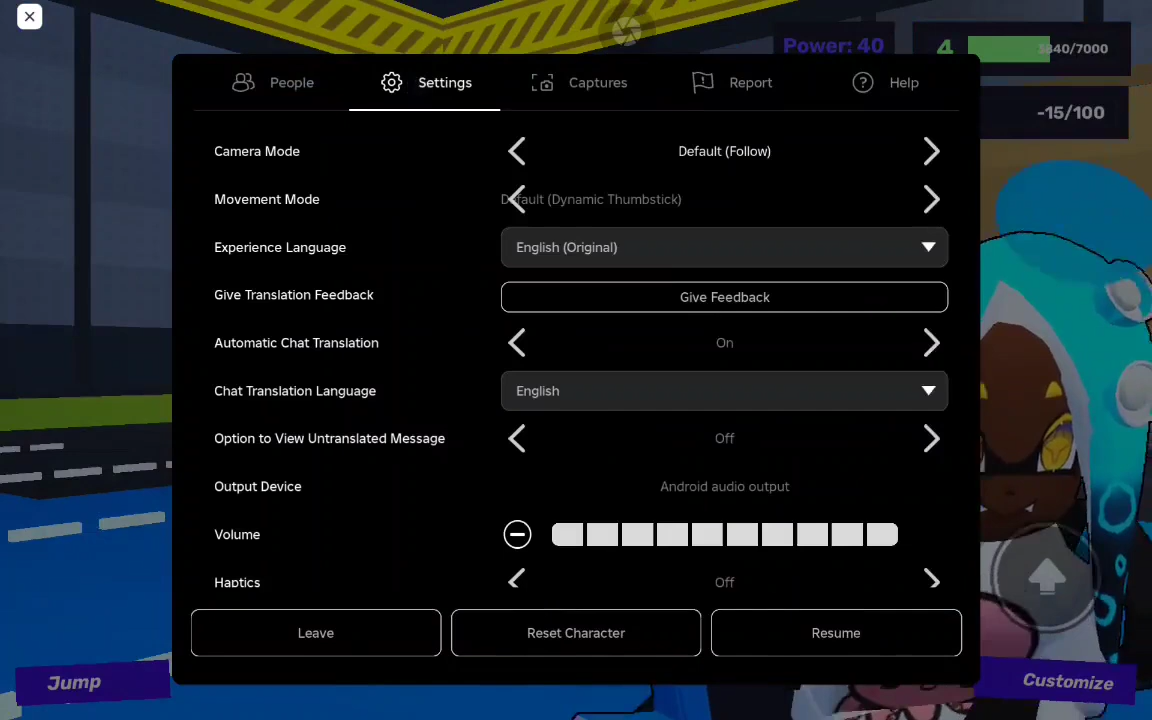 Power: 40
4
3840/7000
-15/100
People
Settings
Captures
Report
Help
Camera Mode
Default (Follow)
Movement Mode
Default (Dynamic Thumbstick)
Experience Language
English (Original)
Give Translation Feedback
Give Feedback
Automatic Chat Translation
On
Chat Translation Language
English
Option to View Untranslated Message
Off
Output Device
Android audio output
Volume
Haptics
Off
Leave
Reset Character
Resume
Jump
Customize